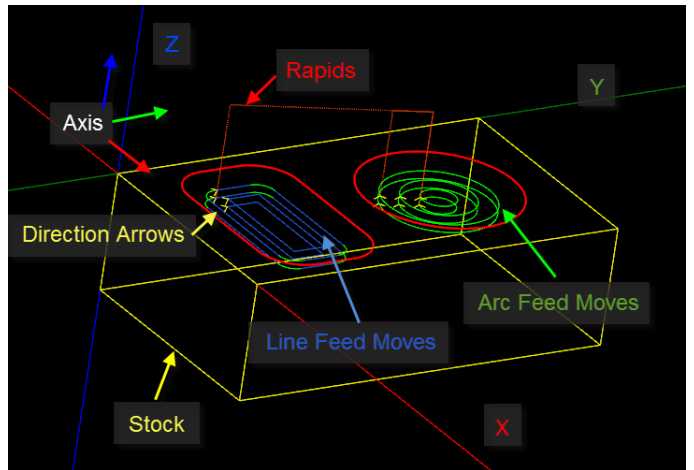 Z
Rapids
Y
Axis
Direction Arrows
Arc Feed Moves
Line Feed Moves
Stock
X